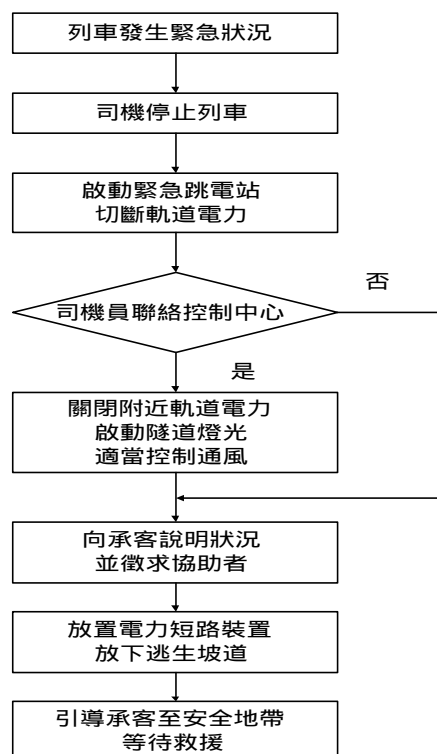 列車發生緊急狀況
司機停止列車
啟動緊急跳電站
切斷軌道電力
司機員聯絡控制中心
否
是
關閉附近軌道電力
啟動隧道燈光
適當控制通風
向承客說明狀況
並徵求協助者
放置電力短路裝置
放下逃生坡道
引導承客至安全地帶
等待救援